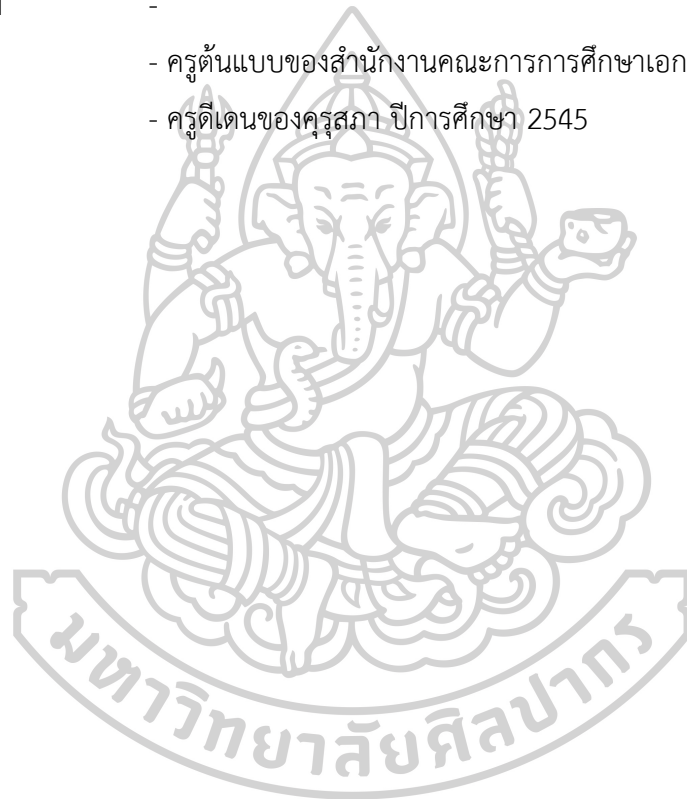 -
- ครูต้นแบบของสำนักงานคณะการการศึกษาเอก
- ครูดีเด่นของคุรุสภา ปีการศึกษา 2545
มหาวิทยาลัยศิลปากร